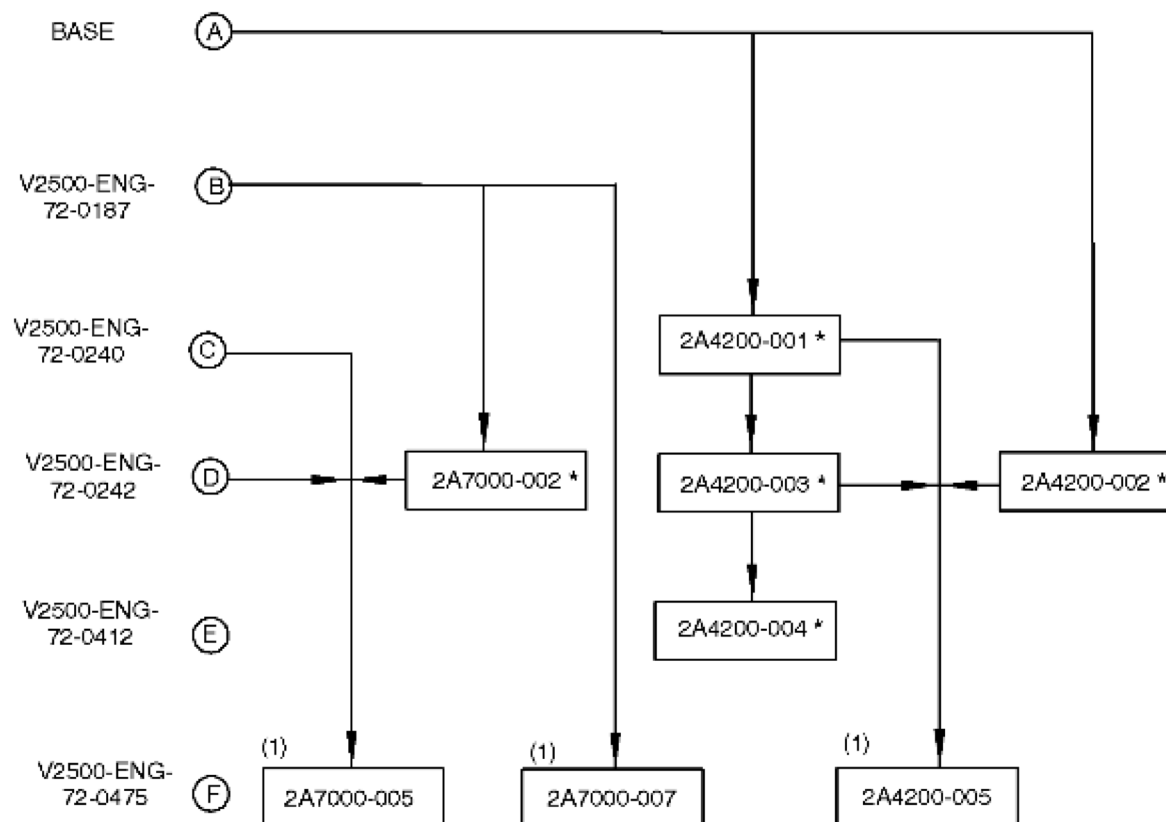 BASE
A
V2500-ENG-
72-0187
B
V2500-ENG-
72-0240
C
2A4200-001 *
V2500-ENG-
72-0242
D
2A7000-002 *
2A4200-003 *
2A4200-002 *
V2500-ENG-
72-0412
E
2A4200-004 *
V2500-ENG-
72-0475
F
(1)
2A7000-005
(1)
2A7000-007
(1)
2A4200-005